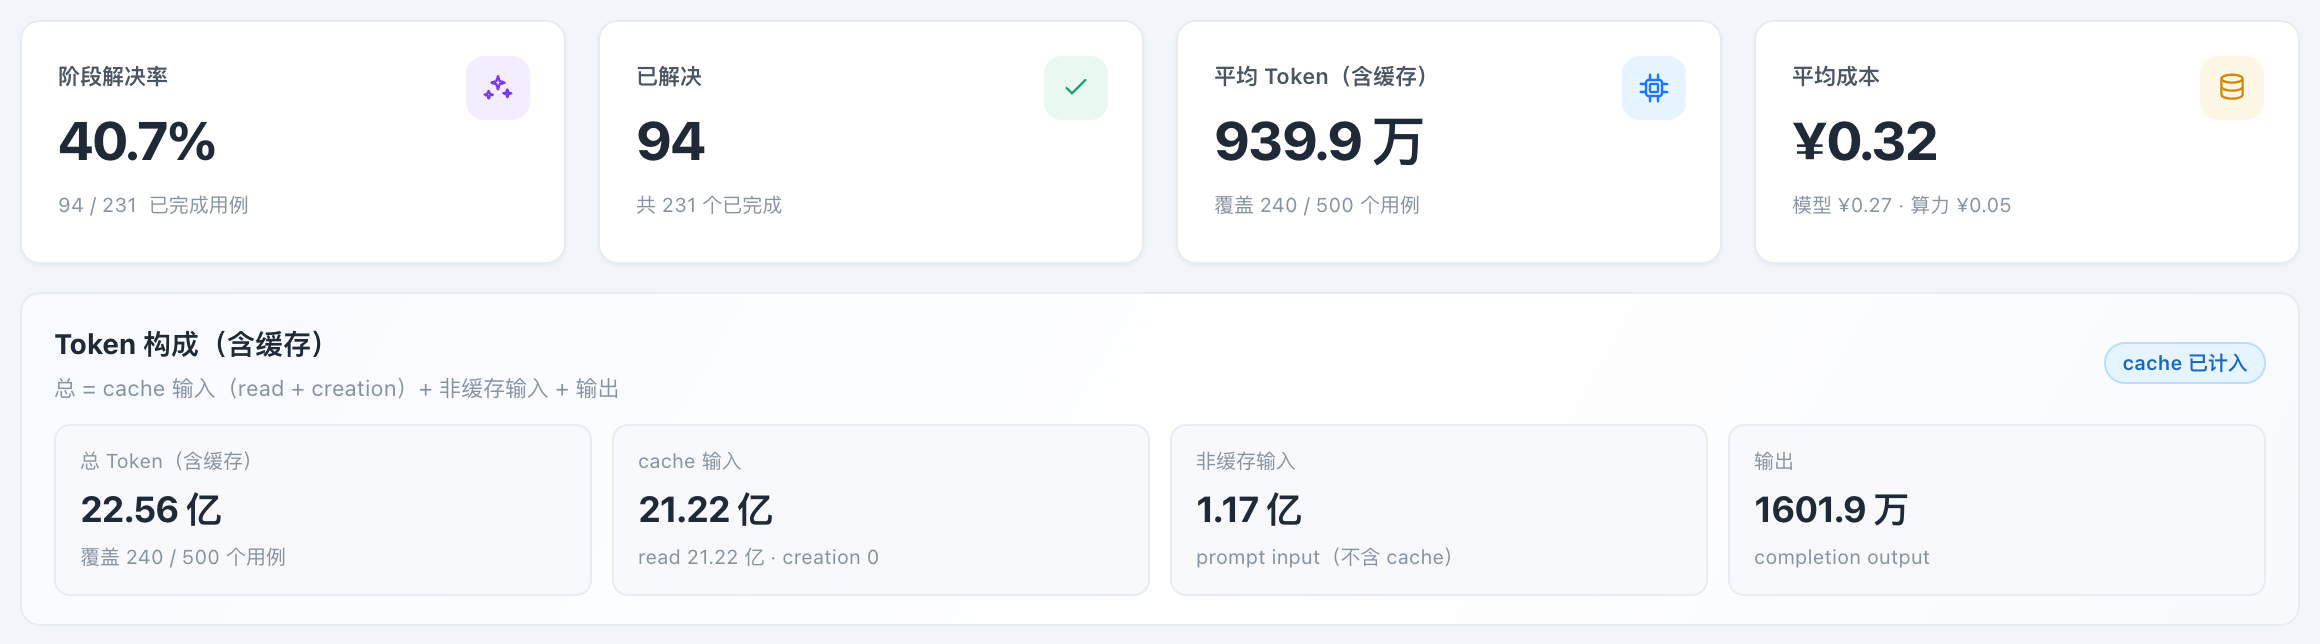 阶段解决率
40.7%
94 / 231 已完成用例
已解决
94
共 231 个已完成
平均 Token（含缓存）
939.9 万
覆盖 240 / 500 个用例
平均成本
¥0.32
模型 ¥0.27 · 算力 ¥0.05
Token 构成（含缓存）
总 = cache 输入（read + creation）+ 非缓存输入 + 输出
cache 已计入
总 Token（含缓存）
22.56 亿
覆盖 240 / 500 个用例
cache 输入
21.22 亿
read 21.22 亿 · creation 0
非缓存输入
1.17 亿
prompt input（不含 cache）
输出
1601.9 万
completion output